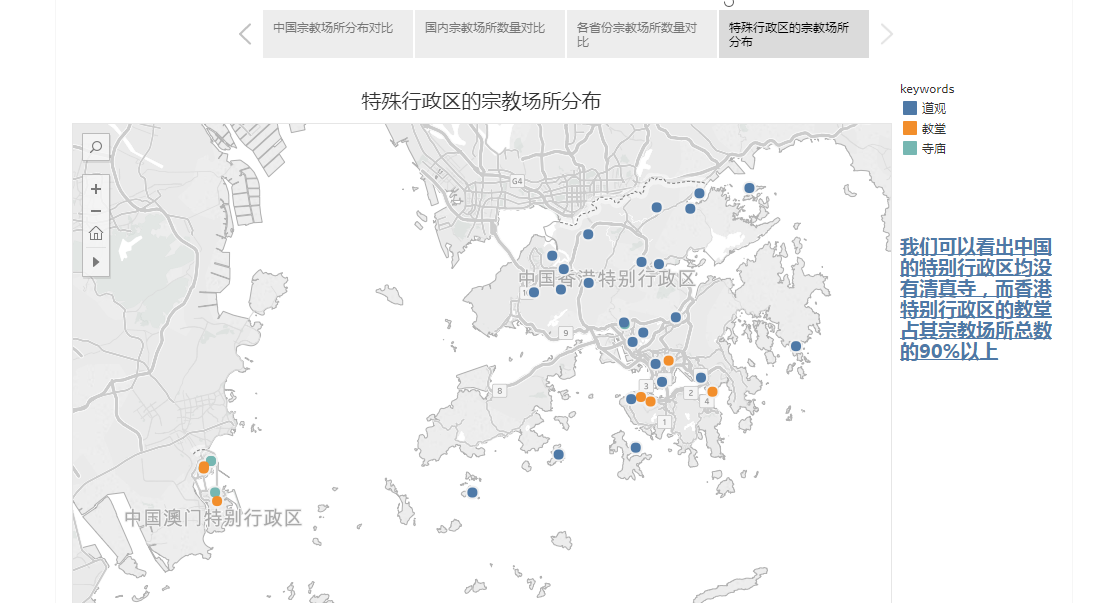 中国宗教场所分布对比
国内宗教场所数量对比
各省份宗教场所数量对
比
特殊行政区的宗教场所
分布
特殊行政区的宗教场所分布
keywords
道观
教堂
寺庙
G4
中国香港特别行政区
9
8
3
2
4
1
中国澳门特别行政区
我们可以看出中国
的特别行政区均没
有清真寺，而香港
特别行政区的教堂
占其宗教场所总数
的90%以上